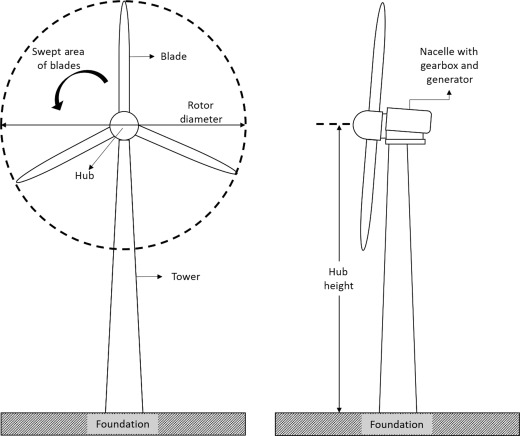 Swept area
of blades
Blade
Rotor
diameter
Hub
Tower
Foundation
Nacelle with
gearbox and
generator
Hub
height
Foundation